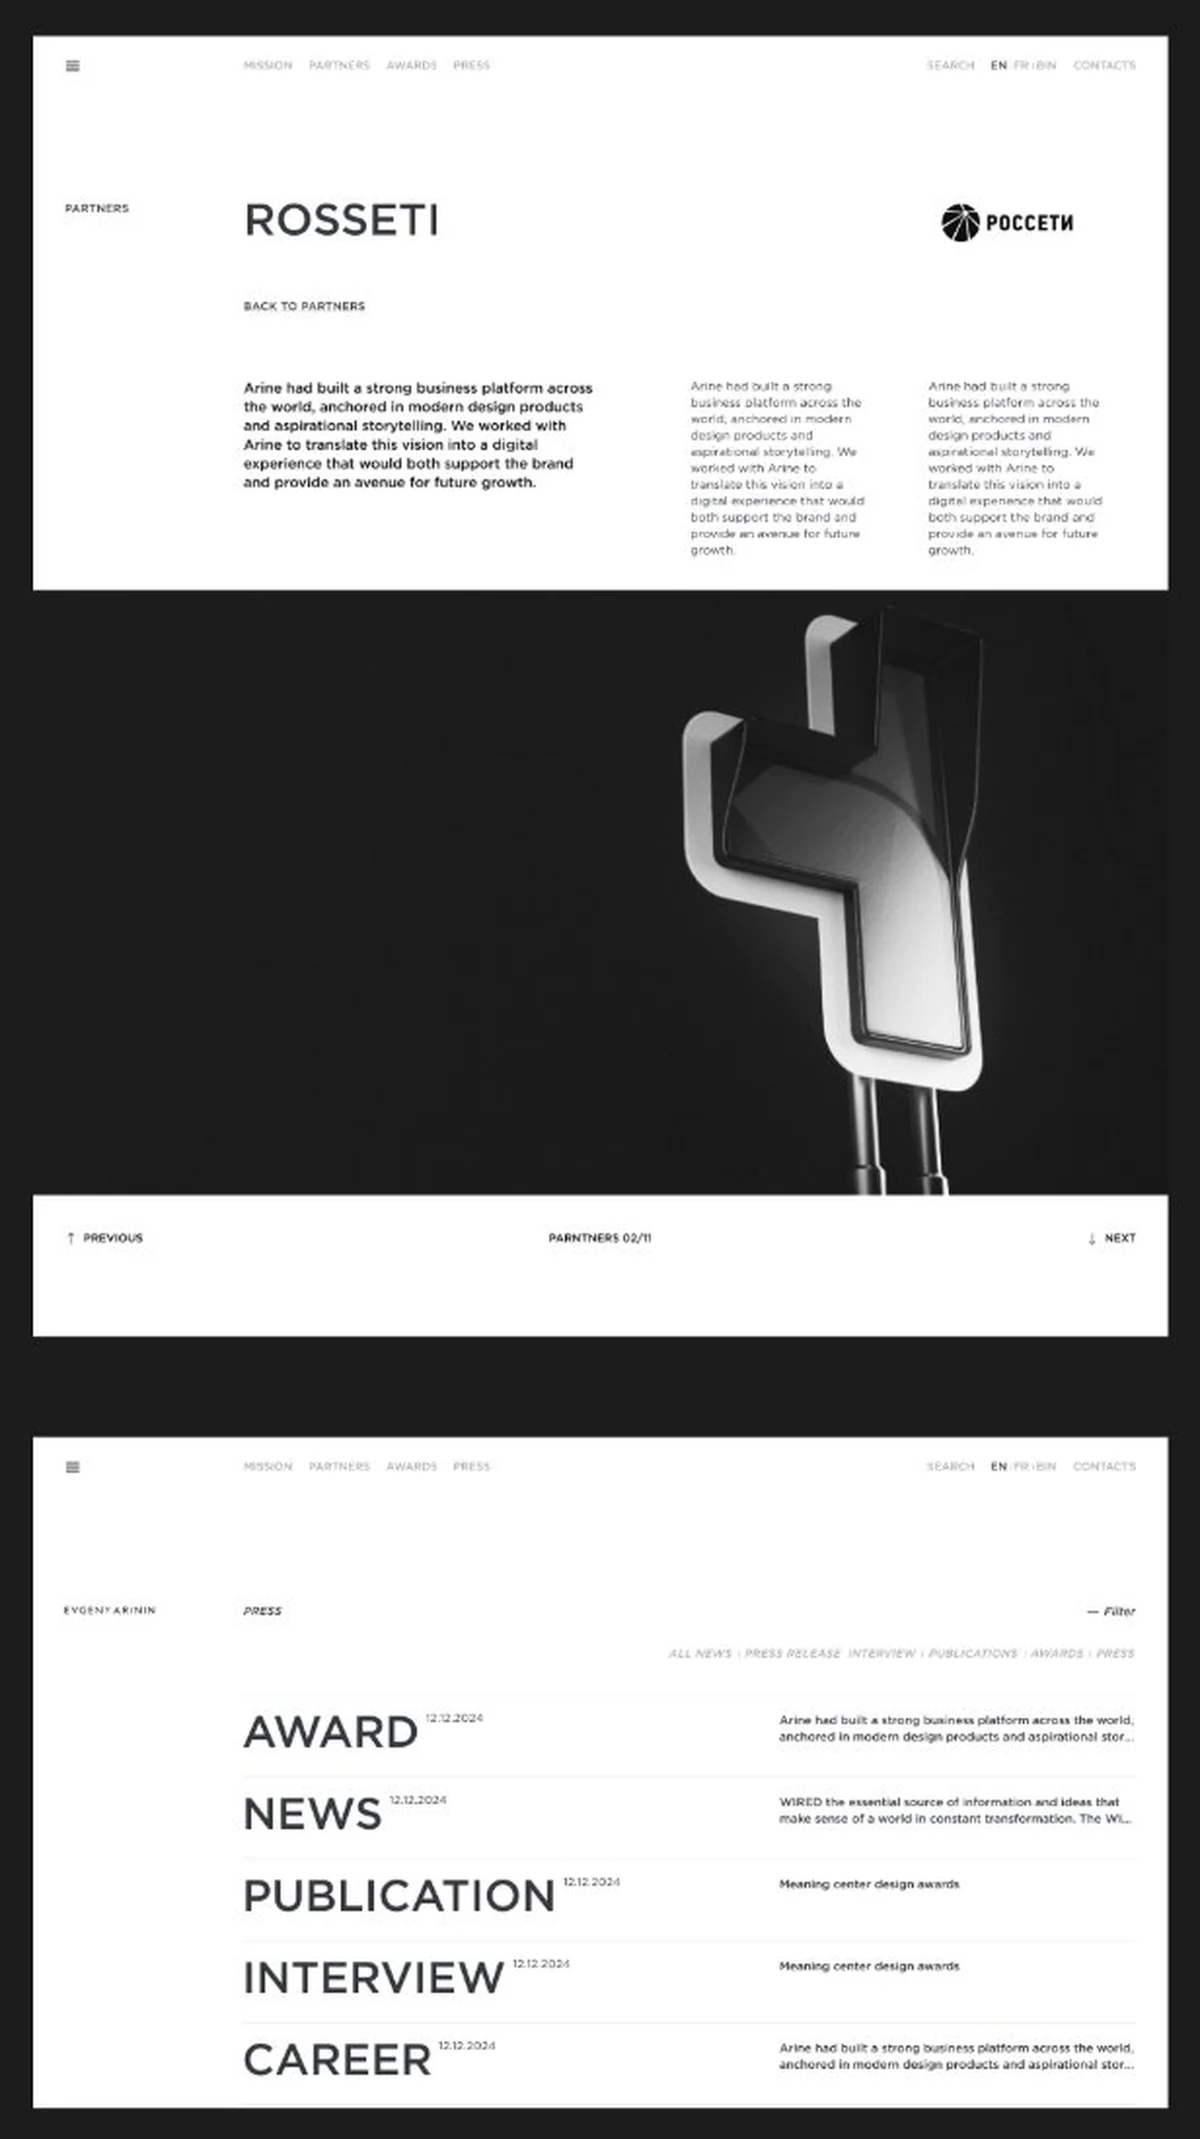 MISSION PARTNERS AWARDS PRESS SEARCH EN FR BIN CONTACTS
PARTNERS
ROSSETI
РОССЕТИ
BACK TO PARTNERS
Arine had built a strong business platform across
the world, anchored in modern design products
and aspirational storytelling. We worked with
Arine to translate this vision into a digital
experience that would both support the brand
and provide an avenue for future growth.
Arine had built a strong
business platform across the
world, anchored in modern
design products and
aspirational storytelling. We
worked with Arine to
translate this vision into a
digital experience that would
both support the brand and
provide an avenue for future
growth.
Arine had built a strong
business platform across the
world, anchored in modern
design products and
aspirational storytelling. We
worked with Arine to
translate this vision into a
digital experience that would
both support the brand and
provide an avenue for future
growth.
↑ PREVIOUS
PARNTNERS 02/11
↓ NEXT
MISSION PARTNERS AWARDS PRESS SEARCH EN FR BIN CONTACTS
EVGENY ARININ
PRESS
— Filter
ALL NEWS | PRESS RELEASE INTERVIEW | PUBLICATIONS | AWARDS | PRESS
AWARD 12.12.2024
Arine had built a strong business platform across the world,
anchored in modern design products and aspirational stor...
NEWS 12.12.2024
WIRED the essential source of information and ideas that
make sense of a world in constant transformation. The WI...
PUBLICATION 12.12.2024
Meaning center design awards
INTERVIEW 12.12.2024
Meaning center design awards
CAREER 12.12.2024
Arine had built a strong business platform across the world,
anchored in modern design products and aspirational stor...